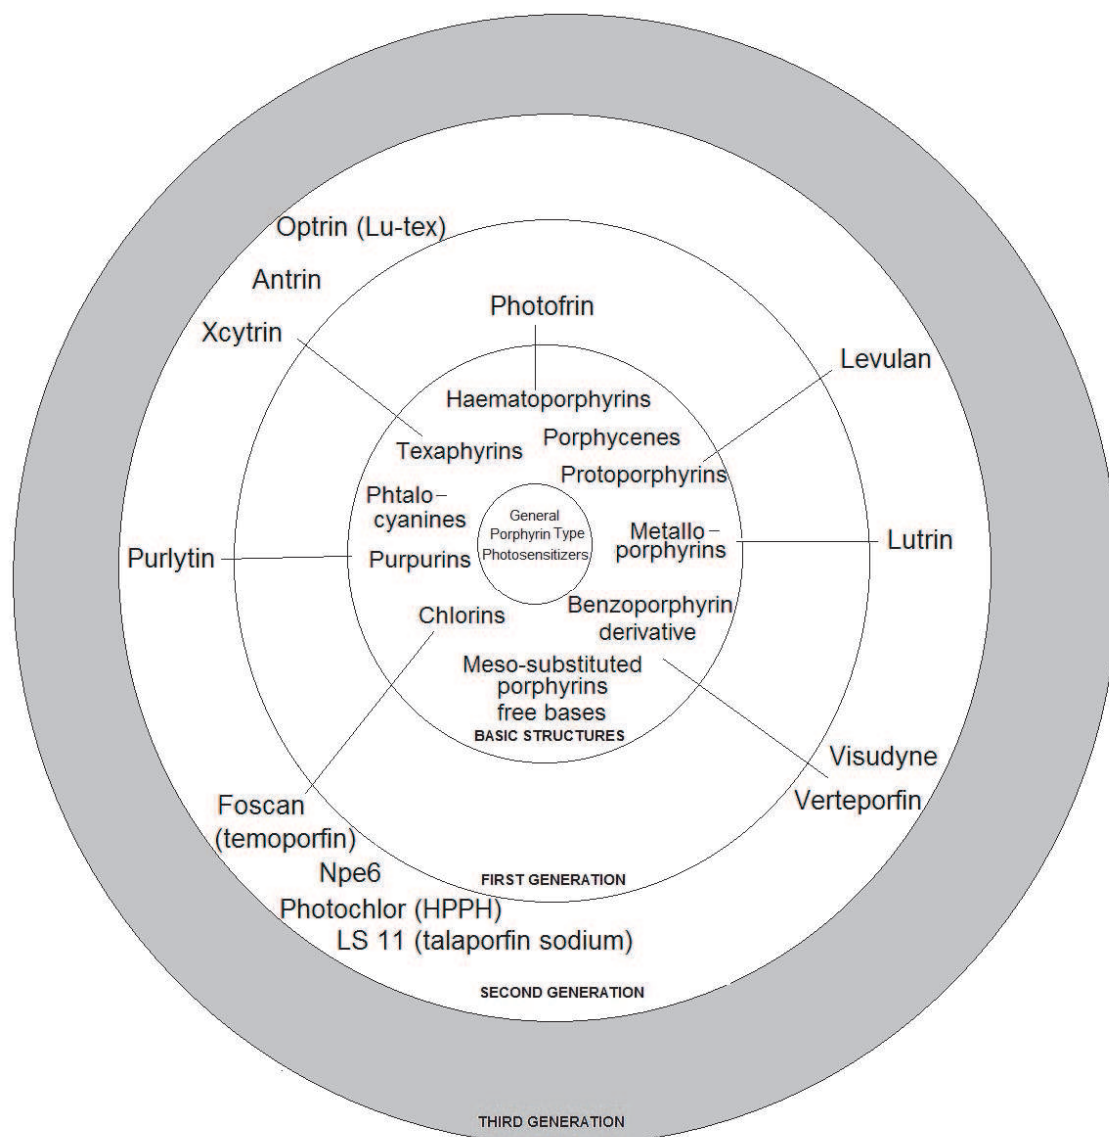 Optrin (Lu-tex)
Antrin
Xcytrin
Photofrin
Levulan
Haematoporphyrins
Porphycenes
Texaphyrins
Protoporphyrins
Phtalo-
cyanines
General
Porphyrin Type
Photosensitizers
Metallo-
porphyrins
Lutrin
Purlytin
Purpurins
Chlorins
Benzoporphyrin
derivative
Meso-substituted
porphyrins
free bases
BASIC STRUCTURES
Visudyne
Verteporfin
Foscan
(temoporfin)
Npe6
FIRST GENERATION
Photochlor (HPPH)
LS 11 (talaporfin sodium)
SECOND GENERATION
THIRD GENERATION